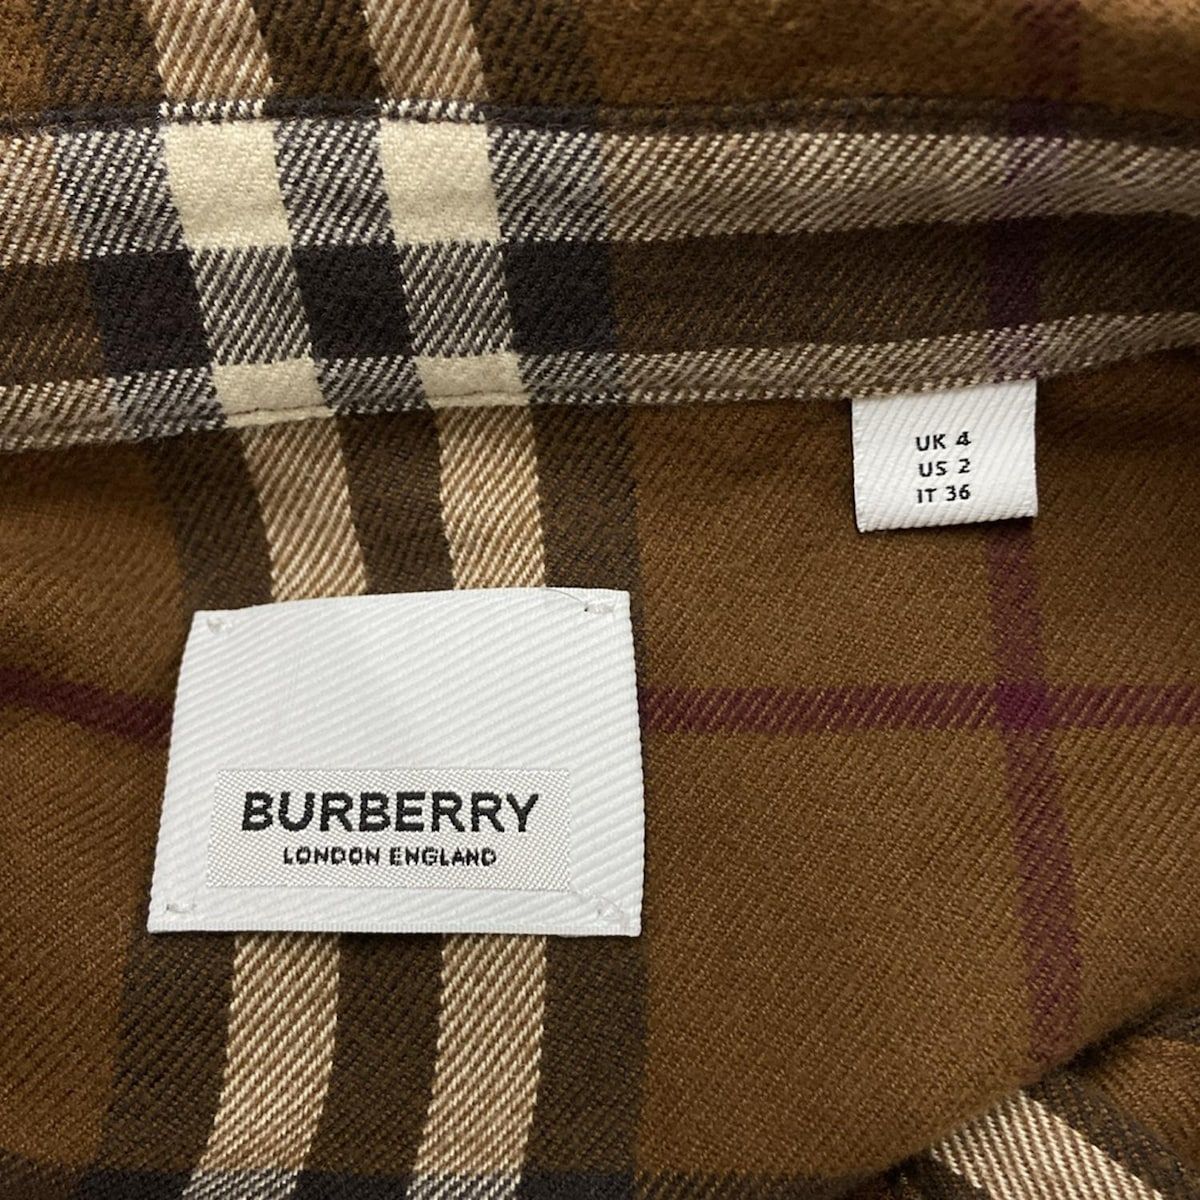 UK 4
US 2
IT 36
BURBERRY
LONDON ENGLAND